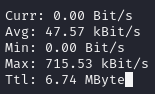 Curr: 0.00 Bit/s
Avg: 47.57 kBit/s
Min: 0.00 Bit/s
Max: 715.53 kBit/s
Ttl: 6.74 MByte